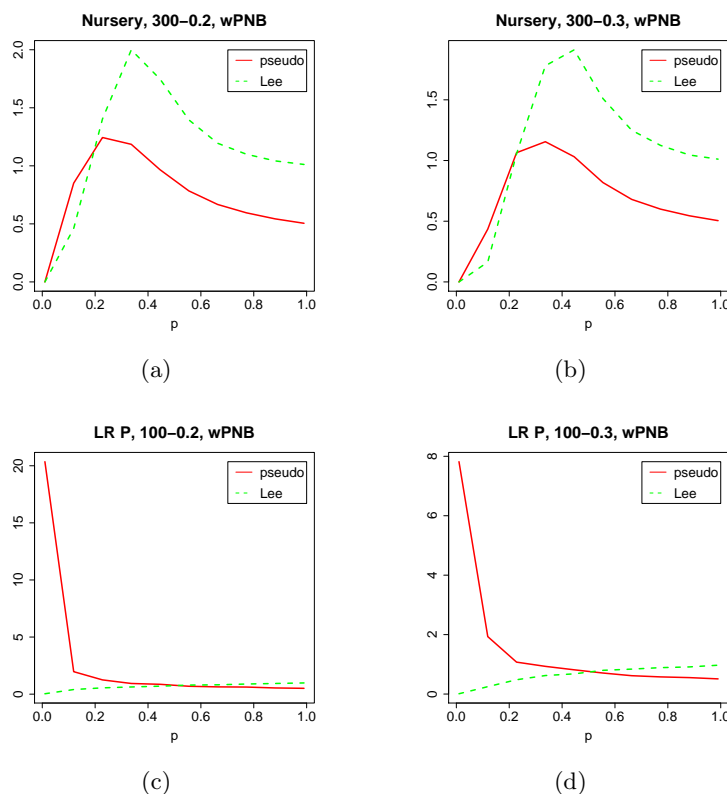 Nursery, 300−0.2, wPNB
pseudo
Lee
0.0 0.5 1.0 1.5 2.0
0.0 0.2 0.4 0.6 0.8 1.0
p
(a)
Nursery, 300−0.3, wPNB
pseudo
Lee
0.0 0.5 1.0 1.5
0.0 0.2 0.4 0.6 0.8 1.0
p
(b)
LR P, 100−0.2, wPNB
pseudo
Lee
0 5 10 15 20
0.0 0.2 0.4 0.6 0.8 1.0
p
(c)
LR P, 100−0.3, wPNB
pseudo
Lee
0 2 4 6 8
0.0 0.2 0.4 0.6 0.8 1.0
p
(d)